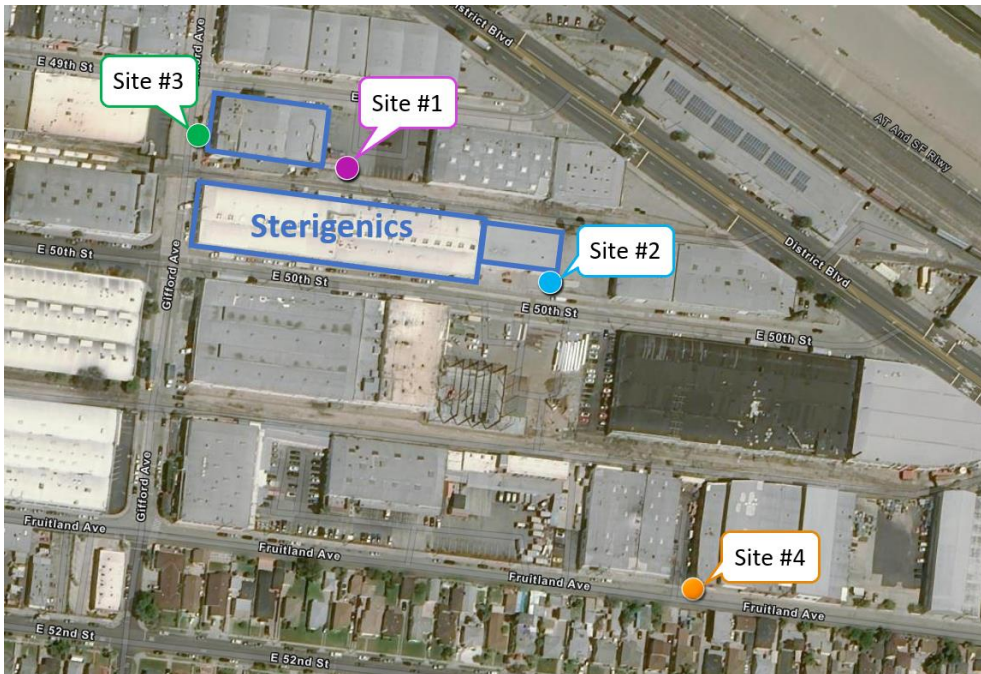 District Blvd
E 49th St
Site #3
Site #1
AT And SF Rlwy
Sterigenics
Site #2
District Blvd
E 50th St
Gifford Ave
E 50th St
E 50th St
E 50th St
Gifford Ave
Site #4
Fruitland Ave
Fruitland Ave
Fruitland Ave
Fruitland Ave
E 52nd St
E 52nd St